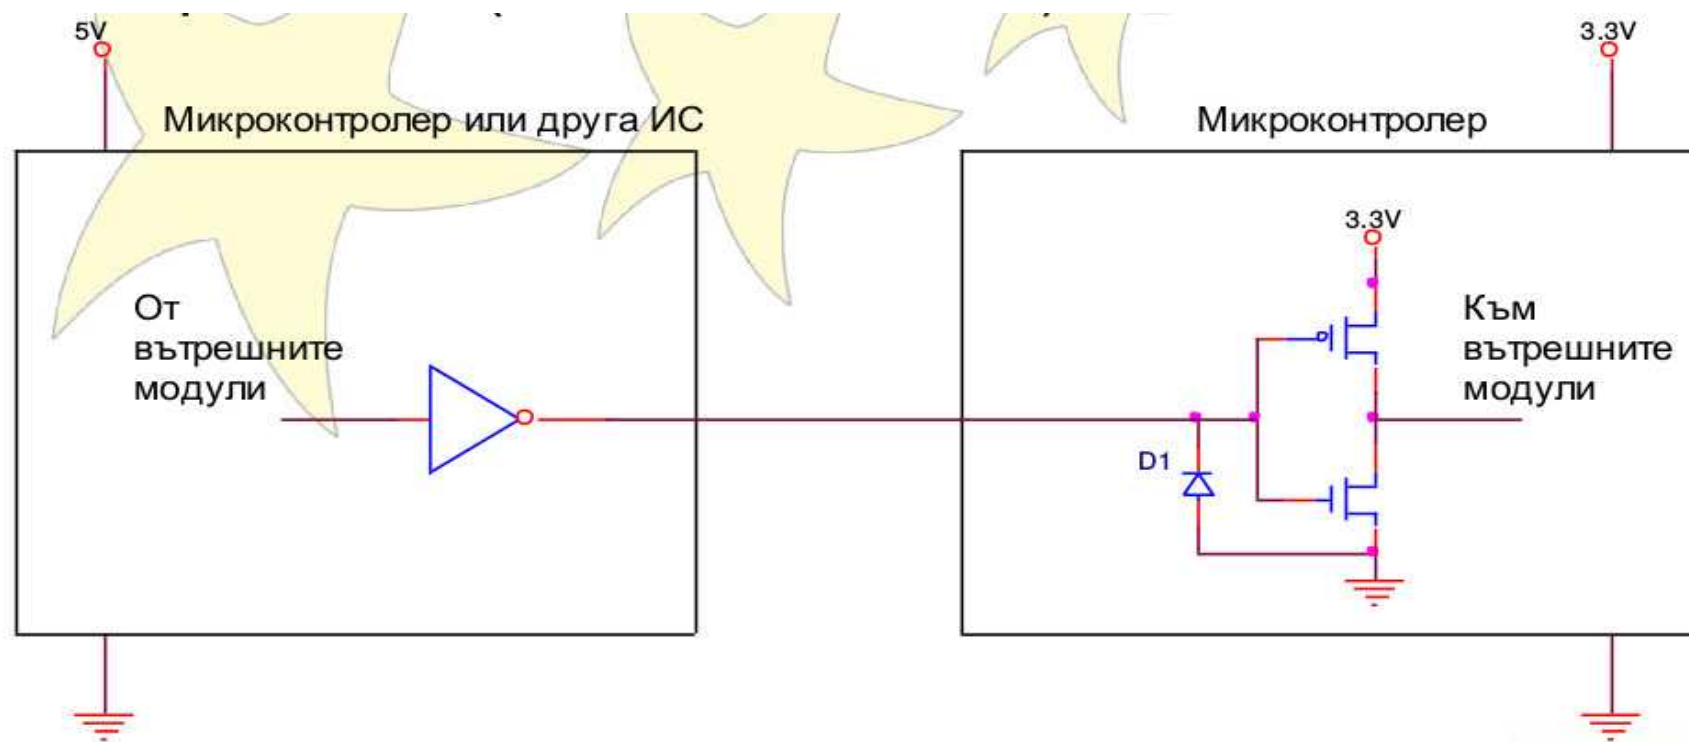 5V
3.3V
Микроконтролер или друга ИС
Микроконтролер
3.3V
От
вътрешните
модули
Към
вътрешните
модули
D1